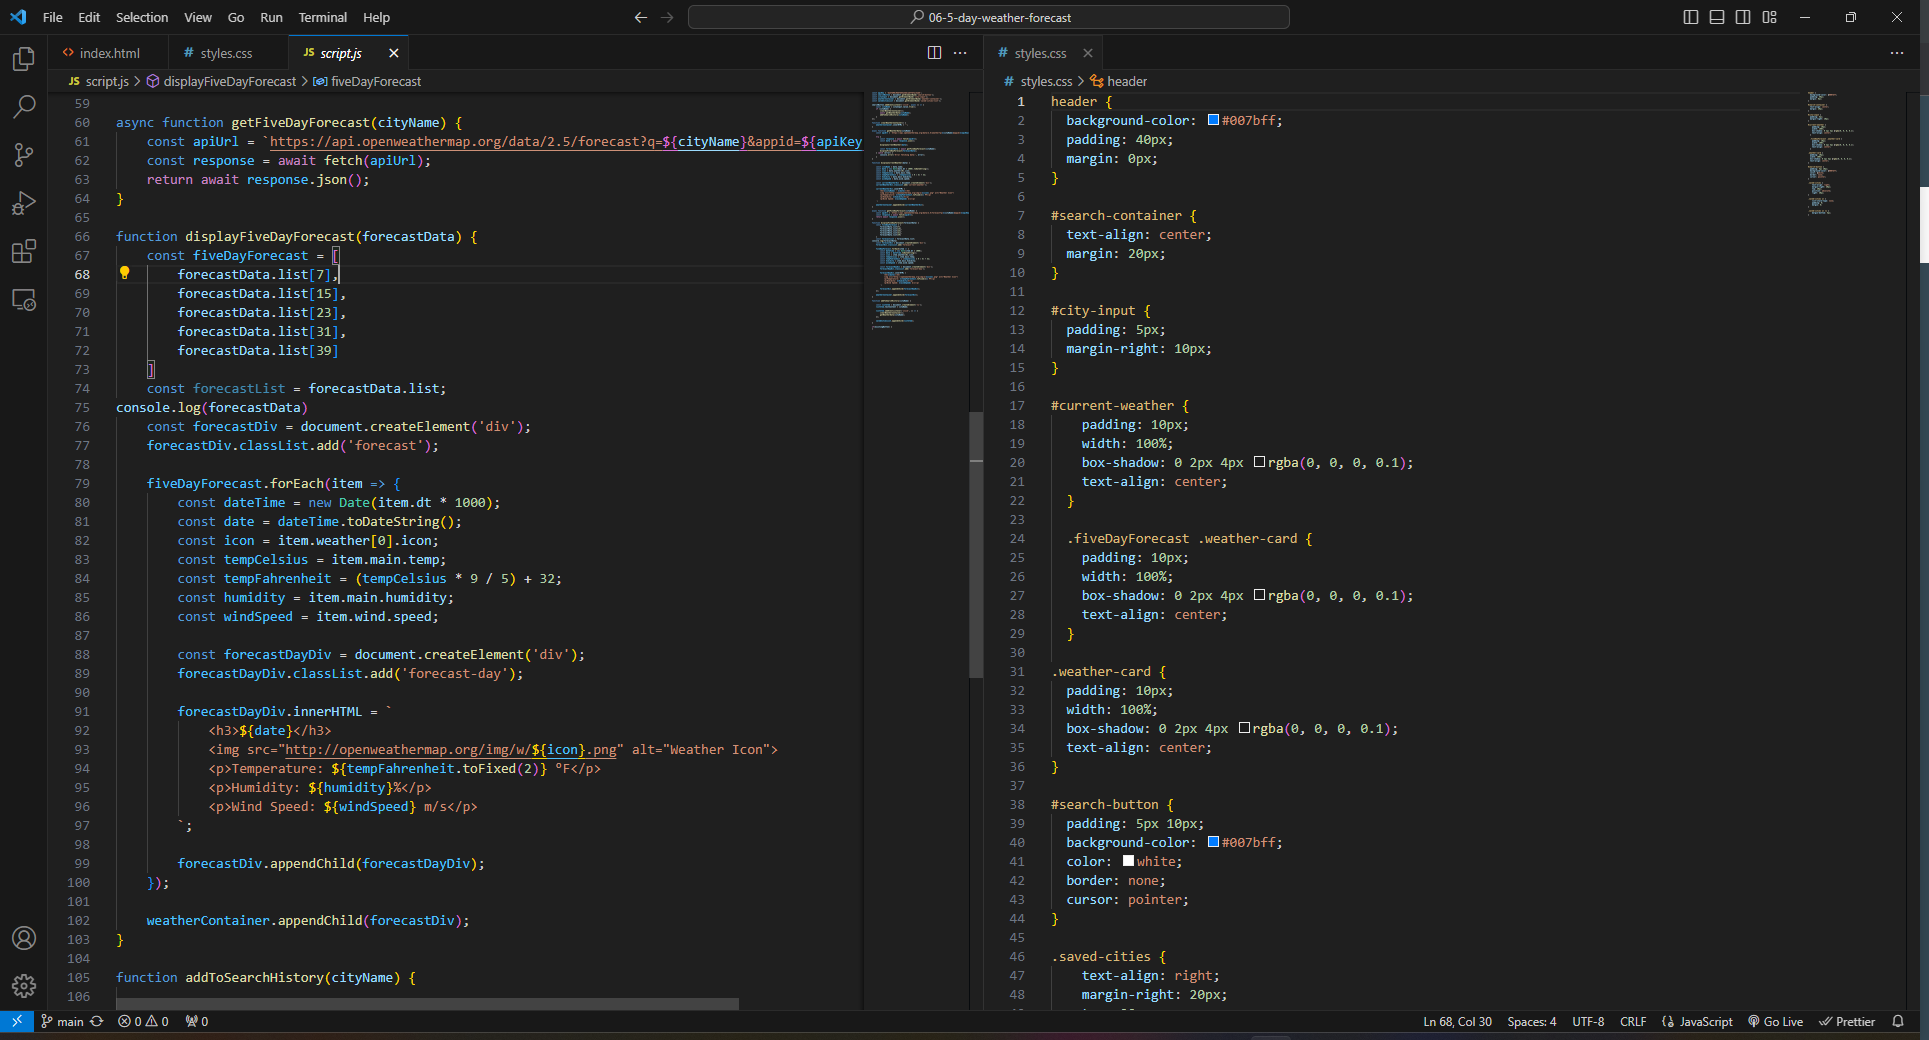 File Edit Selection View Go Run Terminal Help
06-5-day-weather-forecast
index.html
# styles.css
JS script.js
JS script.js > displayFiveDayForecast > fiveDayForecast
59
60 async function getFiveDayForecast(cityName) {
61 const apiUrl = `https://api.openweathermap.org/data/2.5/forecast?q=${cityName}&appid=${apiKey
62 const response = await fetch(apiUrl);
63 return await response.json();
64 }
65
66 function displayFiveDayForecast(forecastData) {
67 const fiveDayForecast = [
68 forecastData.list[7],
69 forecastData.list[15],
70 forecastData.list[23],
71 forecastData.list[31],
72 forecastData.list[39]
73 ]
74 const forecastList = forecastData.list;
75 console.log(forecastData)
76 const forecastDiv = document.createElement('div');
77 forecastDiv.classList.add('forecast');
78
79 fiveDayForecast.forEach(item => {
80 const dateTime = new Date(item.dt * 1000);
81 const date = dateTime.toDateString();
82 const icon = item.weather[0].icon;
83 const tempCelsius = item.main.temp;
84 const tempFahrenheit = (tempCelsius * 9 / 5) + 32;
85 const humidity = item.main.humidity;
86 const windSpeed = item.wind.speed;
87
88 const forecastDayDiv = document.createElement('div');
89 forecastDayDiv.classList.add('forecast-day');
90
91 forecastDayDiv.innerHTML = `
92 <h3>${date}</h3>
93 <img src="http://openweathermap.org/img/w/${icon}.png" alt="Weather Icon">
94 <p>Temperature: ${tempFahrenheit.toFixed(2)} °F</p>
95 <p>Humidity: ${humidity}%</p>
96 <p>Wind Speed: ${windSpeed} m/s</p>
97 `;
98
99 forecastDiv.appendChild(forecastDayDiv);
100 });
101
102 weatherContainer.appendChild(forecastDiv);
103 }
104
105 function addToSearchHistory(cityName) {
106
# styles.css
# styles.css > header
1 header {
2 background-color: #007bff;
3 padding: 40px;
4 margin: 0px;
5 }
6
7 #search-container {
8 text-align: center;
9 margin: 20px;
10 }
11
12 #city-input {
13 padding: 5px;
14 margin-right: 10px;
15 }
16
17 #current-weather {
18 padding: 10px;
19 width: 100%;
20 box-shadow: 0 2px 4px rgba(0, 0, 0, 0.1);
21 text-align: center;
22 }
23
24 .fiveDayForecast .weather-card {
25 padding: 10px;
26 width: 100%;
27 box-shadow: 0 2px 4px rgba(0, 0, 0, 0.1);
28 text-align: center;
29 }
30
31 .weather-card {
32 padding: 10px;
33 width: 100%;
34 box-shadow: 0 2px 4px rgba(0, 0, 0, 0.1);
35 text-align: center;
36 }
37
38 #search-button {
39 padding: 5px 10px;
40 background-color: #007bff;
41 color: white;
42 border: none;
43 cursor: pointer;
44 }
45
46 .saved-cities {
47 text-align: right;
48 margin-right: 20px;
main 0 0 0 Ln 68, Col 30 Spaces: 4 UTF-8 CRLF {} JavaScript Go Live Prettier